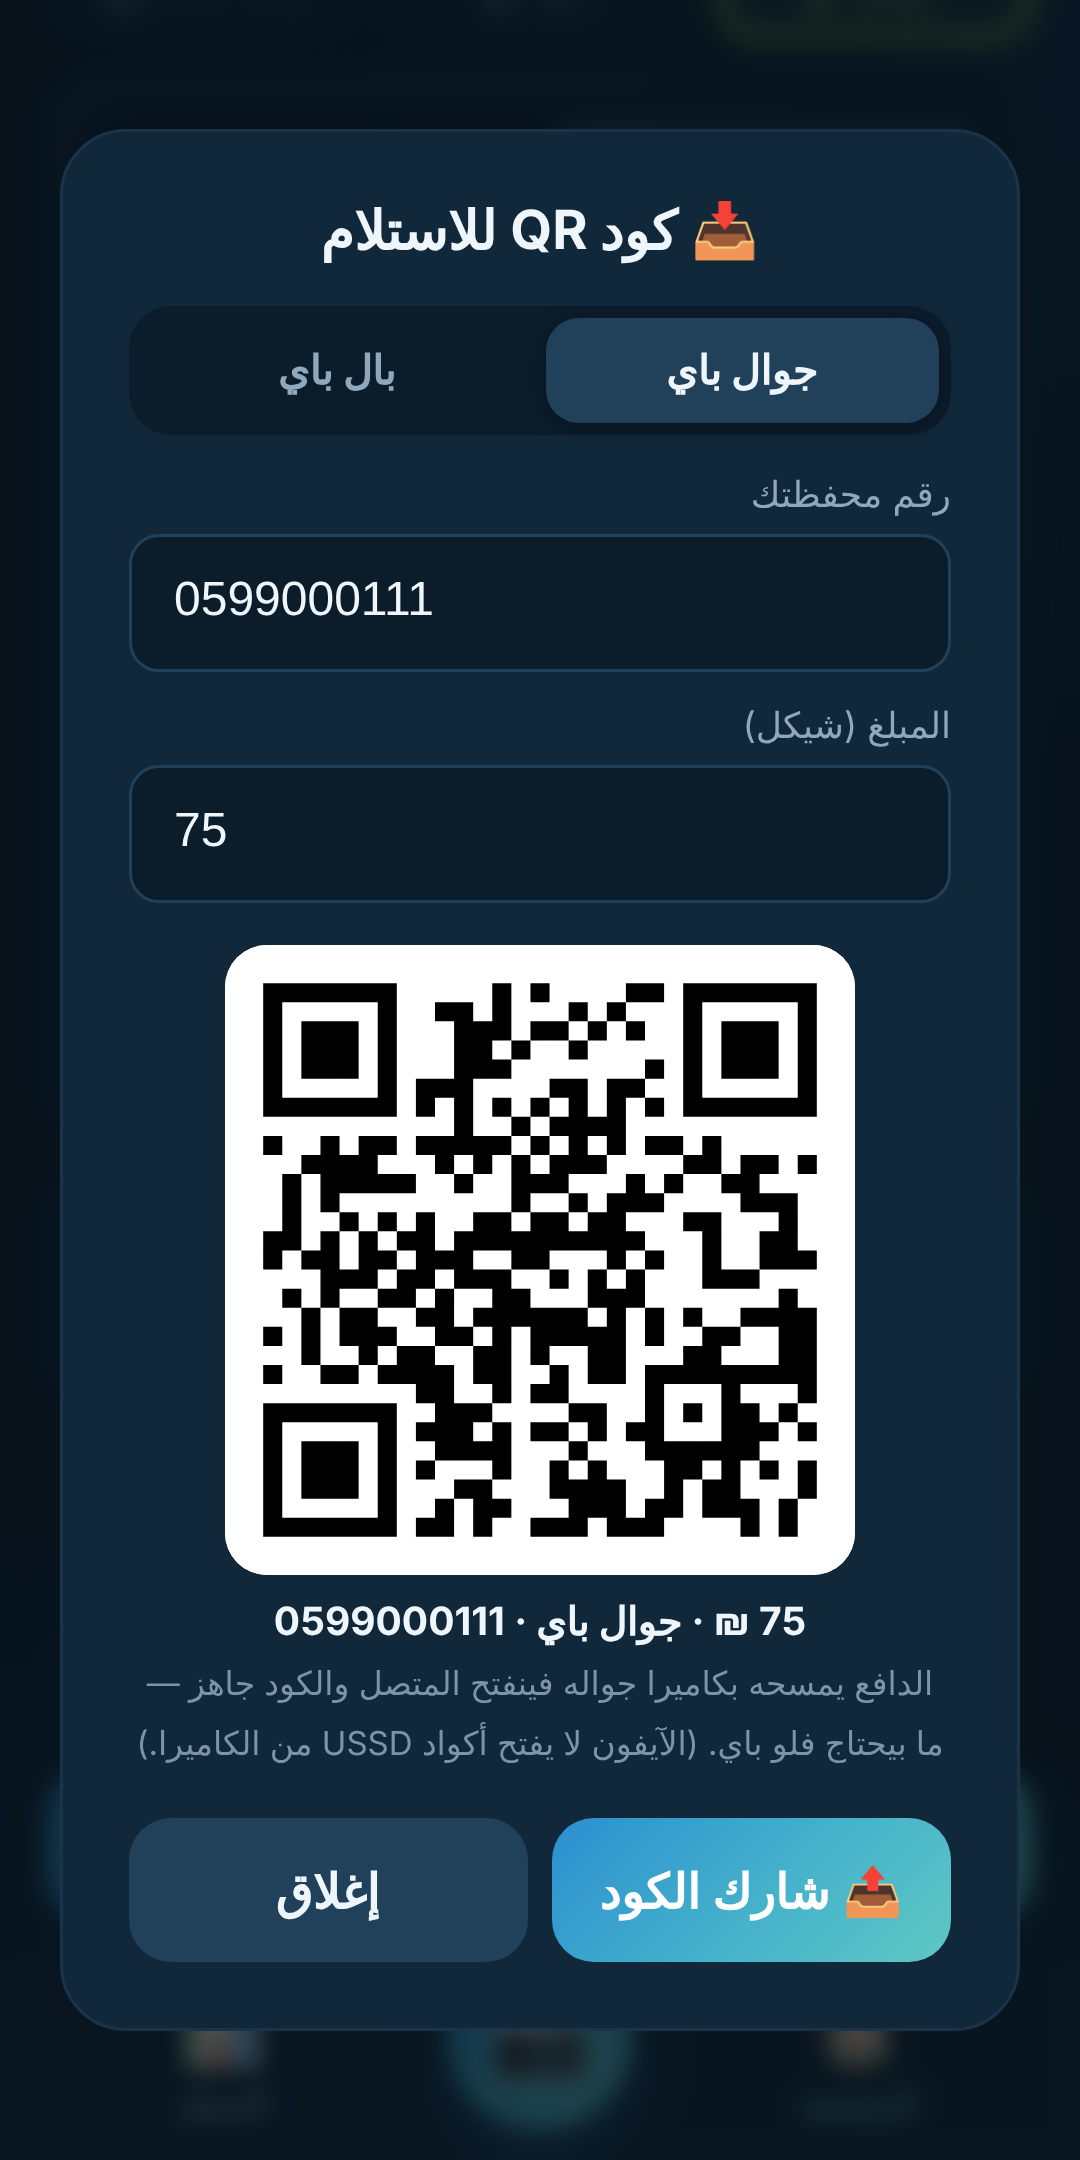 📥 كود QR للاستلام
جوال باي
بال باي
رقم محفظتك
0599000111
المبلغ (شيكل)
75
75 ₪ · جوال باي · 0599000111
الدافع يمسحه بكاميرا جواله فينفتح المتصل والكود جاهز —
ما بيحتاج فلو باي. (الآيفون لا يفتح أكواد USSD من الكاميرا.)
📤 شارك الكود
إغلاق